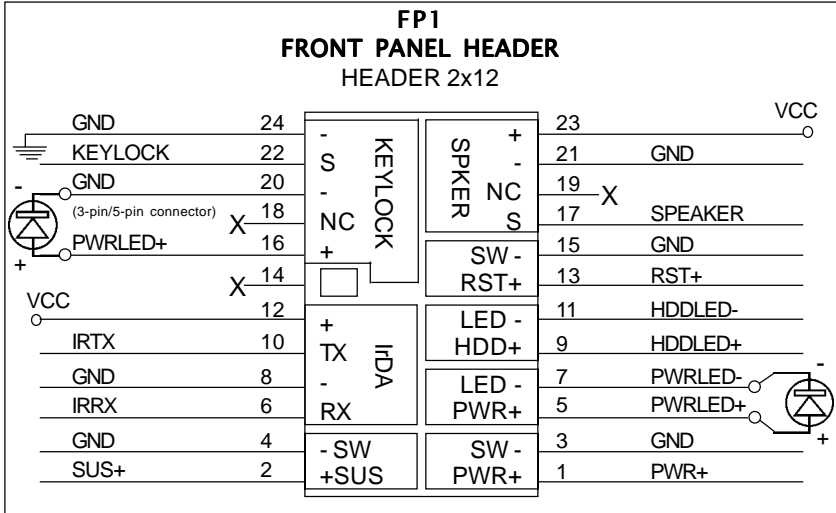 FP1
FRONT PANEL HEADER
HEADER 2x12
VCC
GND 24 - + 23
KEYLOCK 22 S - 21 GND
- GND 20 - NC 19 X
(3-pin/5-pin connector) X 18 NC S 17 SPEAKER
KEYLOCK
SPKER
+ PWRLED+ 16 + SW - 15 GND
X 14 RST+ 13 RST+
VCC 12 + LED - 11 HDDLED-
IRTX 10 TX HDD+ 9 HDDLED+
IrDA
GND 8 - LED - 7 PWRLED- -
IRRX 6 RX PWR+ 5 PWRLED+ +
GND 4 - SW SW - 3 GND
SUS+ 2 +SUS PWR+ 1 PWR+